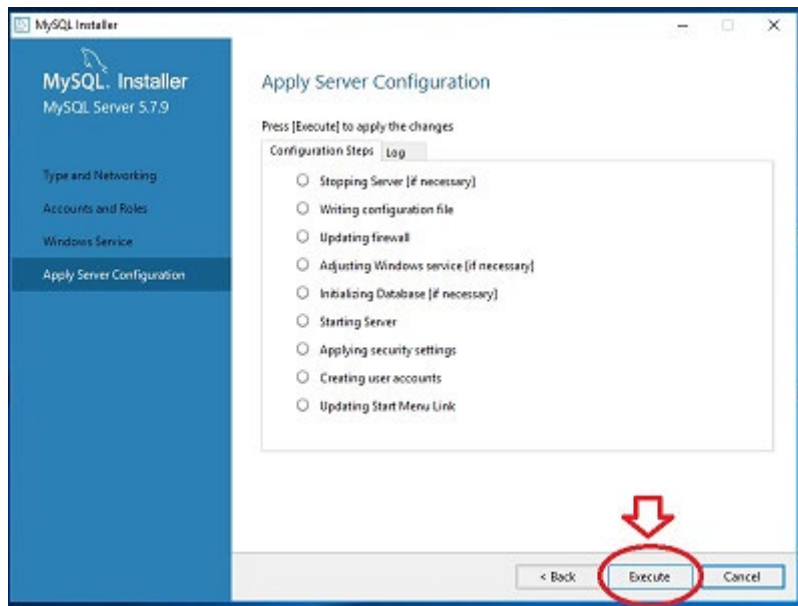 MySQL Installer
MySQL. Installer
MySQL Server 5.7.9
Type and Networking
Accounts and Roles
Windows Service
Apply Server Configuration
Apply Server Configuration
Press [Execute] to apply the changes
Configuration Steps Log
Stopping Server [if necessary]
Writing configuration file
Updating firewall
Adjusting Windows service [if necessary]
Initializing Database [if necessary]
Starting Server
Applying security settings
Creating user accounts
Updating Start Menu Link
< Back Execute Cancel